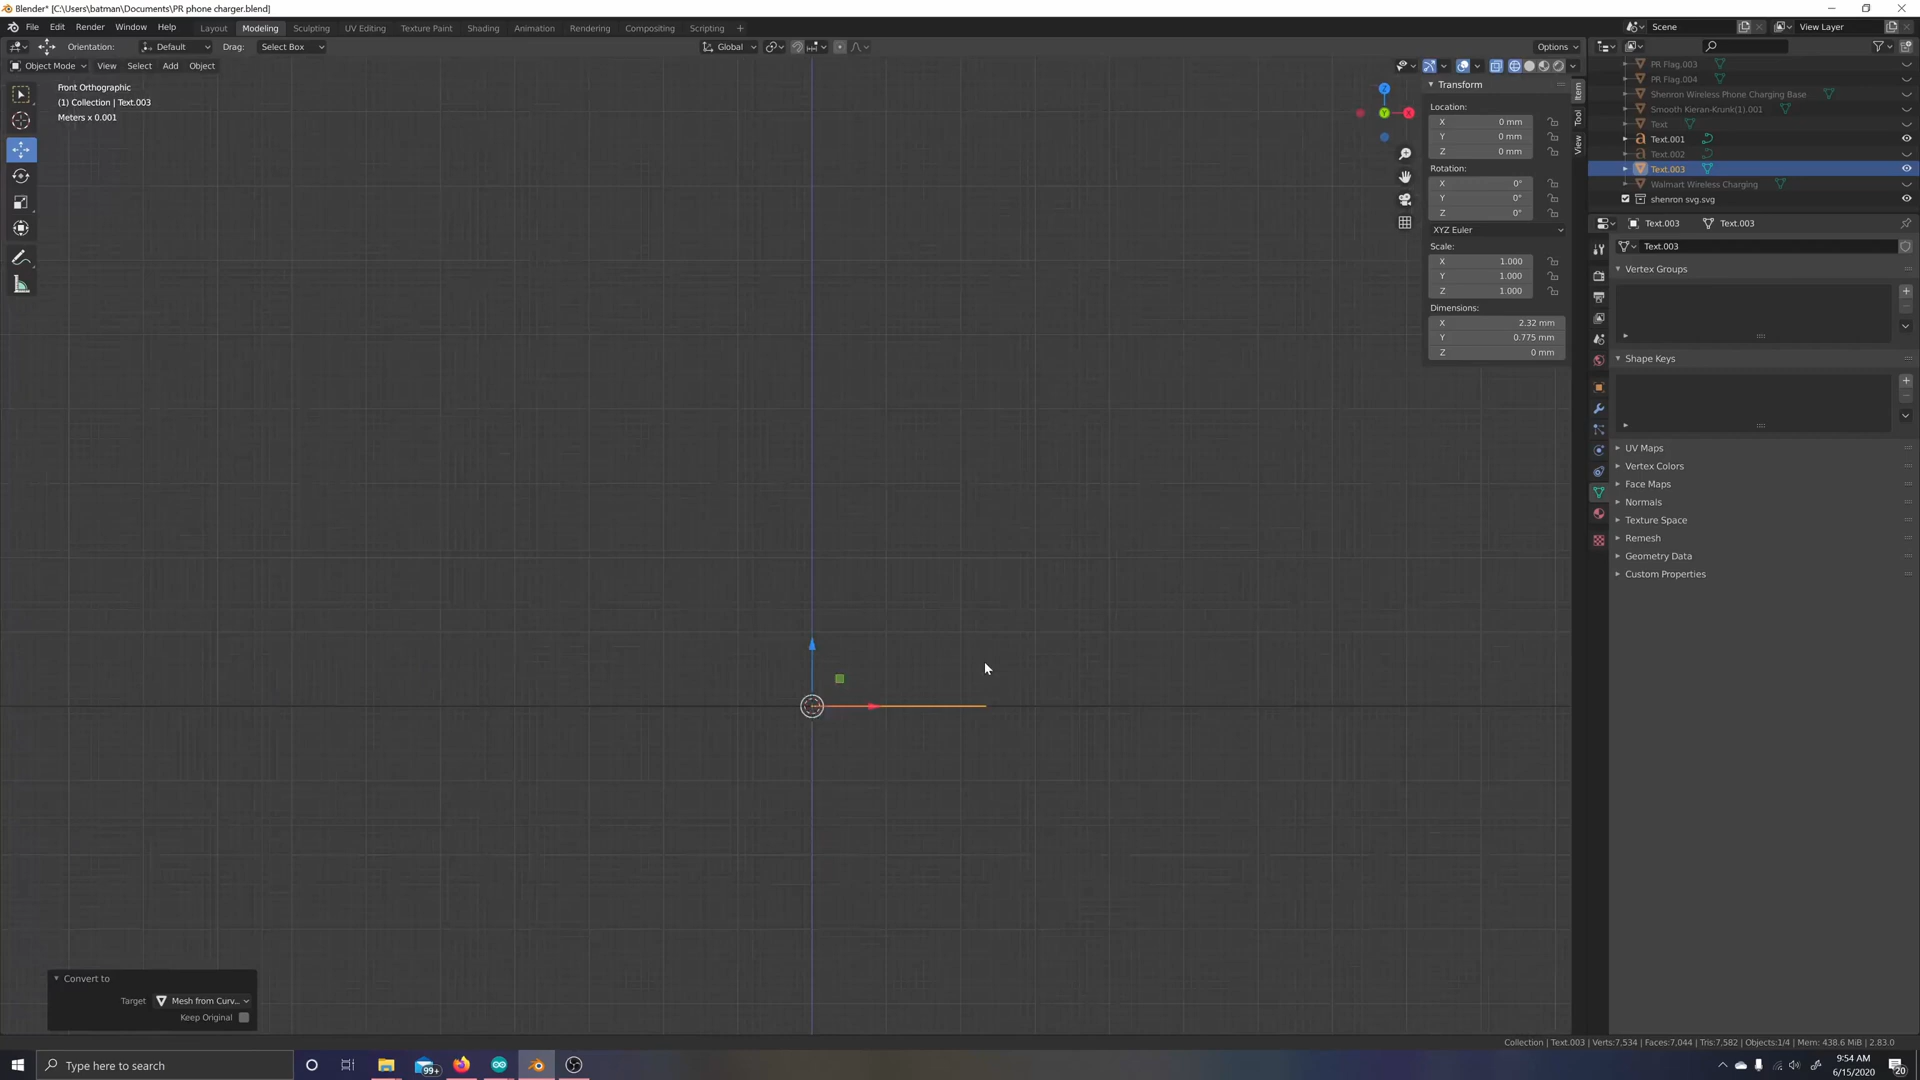 Blender* [C:\Users\batman\Documents\PR phone charger.blend]
File Edit Render Window Help
Layout Modeling Sculpting UV Editing Texture Paint Shading Animation Rendering Compositing Scripting +
Scene
View Layer
Orientation: Default Drag: Select Box
Global
Options
Object Mode View Select Add Object
Front Orthographic
(1) Collection | Text.003
Meters x 0.001
Z
X
Y
Item
Tool
View
Transform
Location:
X 0 mm
Y 0 mm
Z 0 mm
Rotation:
X 0°
Y 0°
Z 0°
XYZ Euler
Scale:
X 1.000
Y 1.000
Z 1.000
Dimensions:
X 2.32 mm
Y 0.775 mm
Z 0 mm
PR Flag.003
PR Flag.004
Shenron Wireless Phone Charging Base
Smooth Kieran-Krunk(1).001
Text
Text.001
Text.002
Text.003
Walmart Wireless Charging
shenron svg.svg
Text.003 Text.003
Text.003
Vertex Groups
Shape Keys
UV Maps
Vertex Colors
Face Maps
Normals
Texture Space
Remesh
Geometry Data
Custom Properties
Convert to
Target Mesh from Curv...
Keep Original
Collection | Text.003 | Verts:7,534 | Faces:7,044 | Tris:7,582 | Objects:1/4 | Mem: 438.6 MiB | 2.83.0
Type here to search
99+
9:54 AM
6/15/2020
20